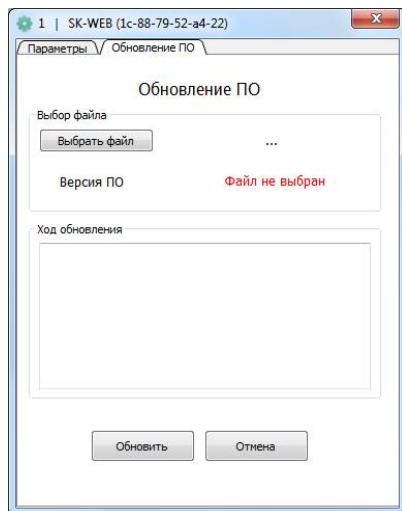 1 | SK-WEB (1c-88-79-52-a4-22)
Параметры Обновление ПО
Обновление ПО
Выбор файла
Выбрать файл ...
Версия ПО Файл не выбран
Ход обновления
Обновить Отмена